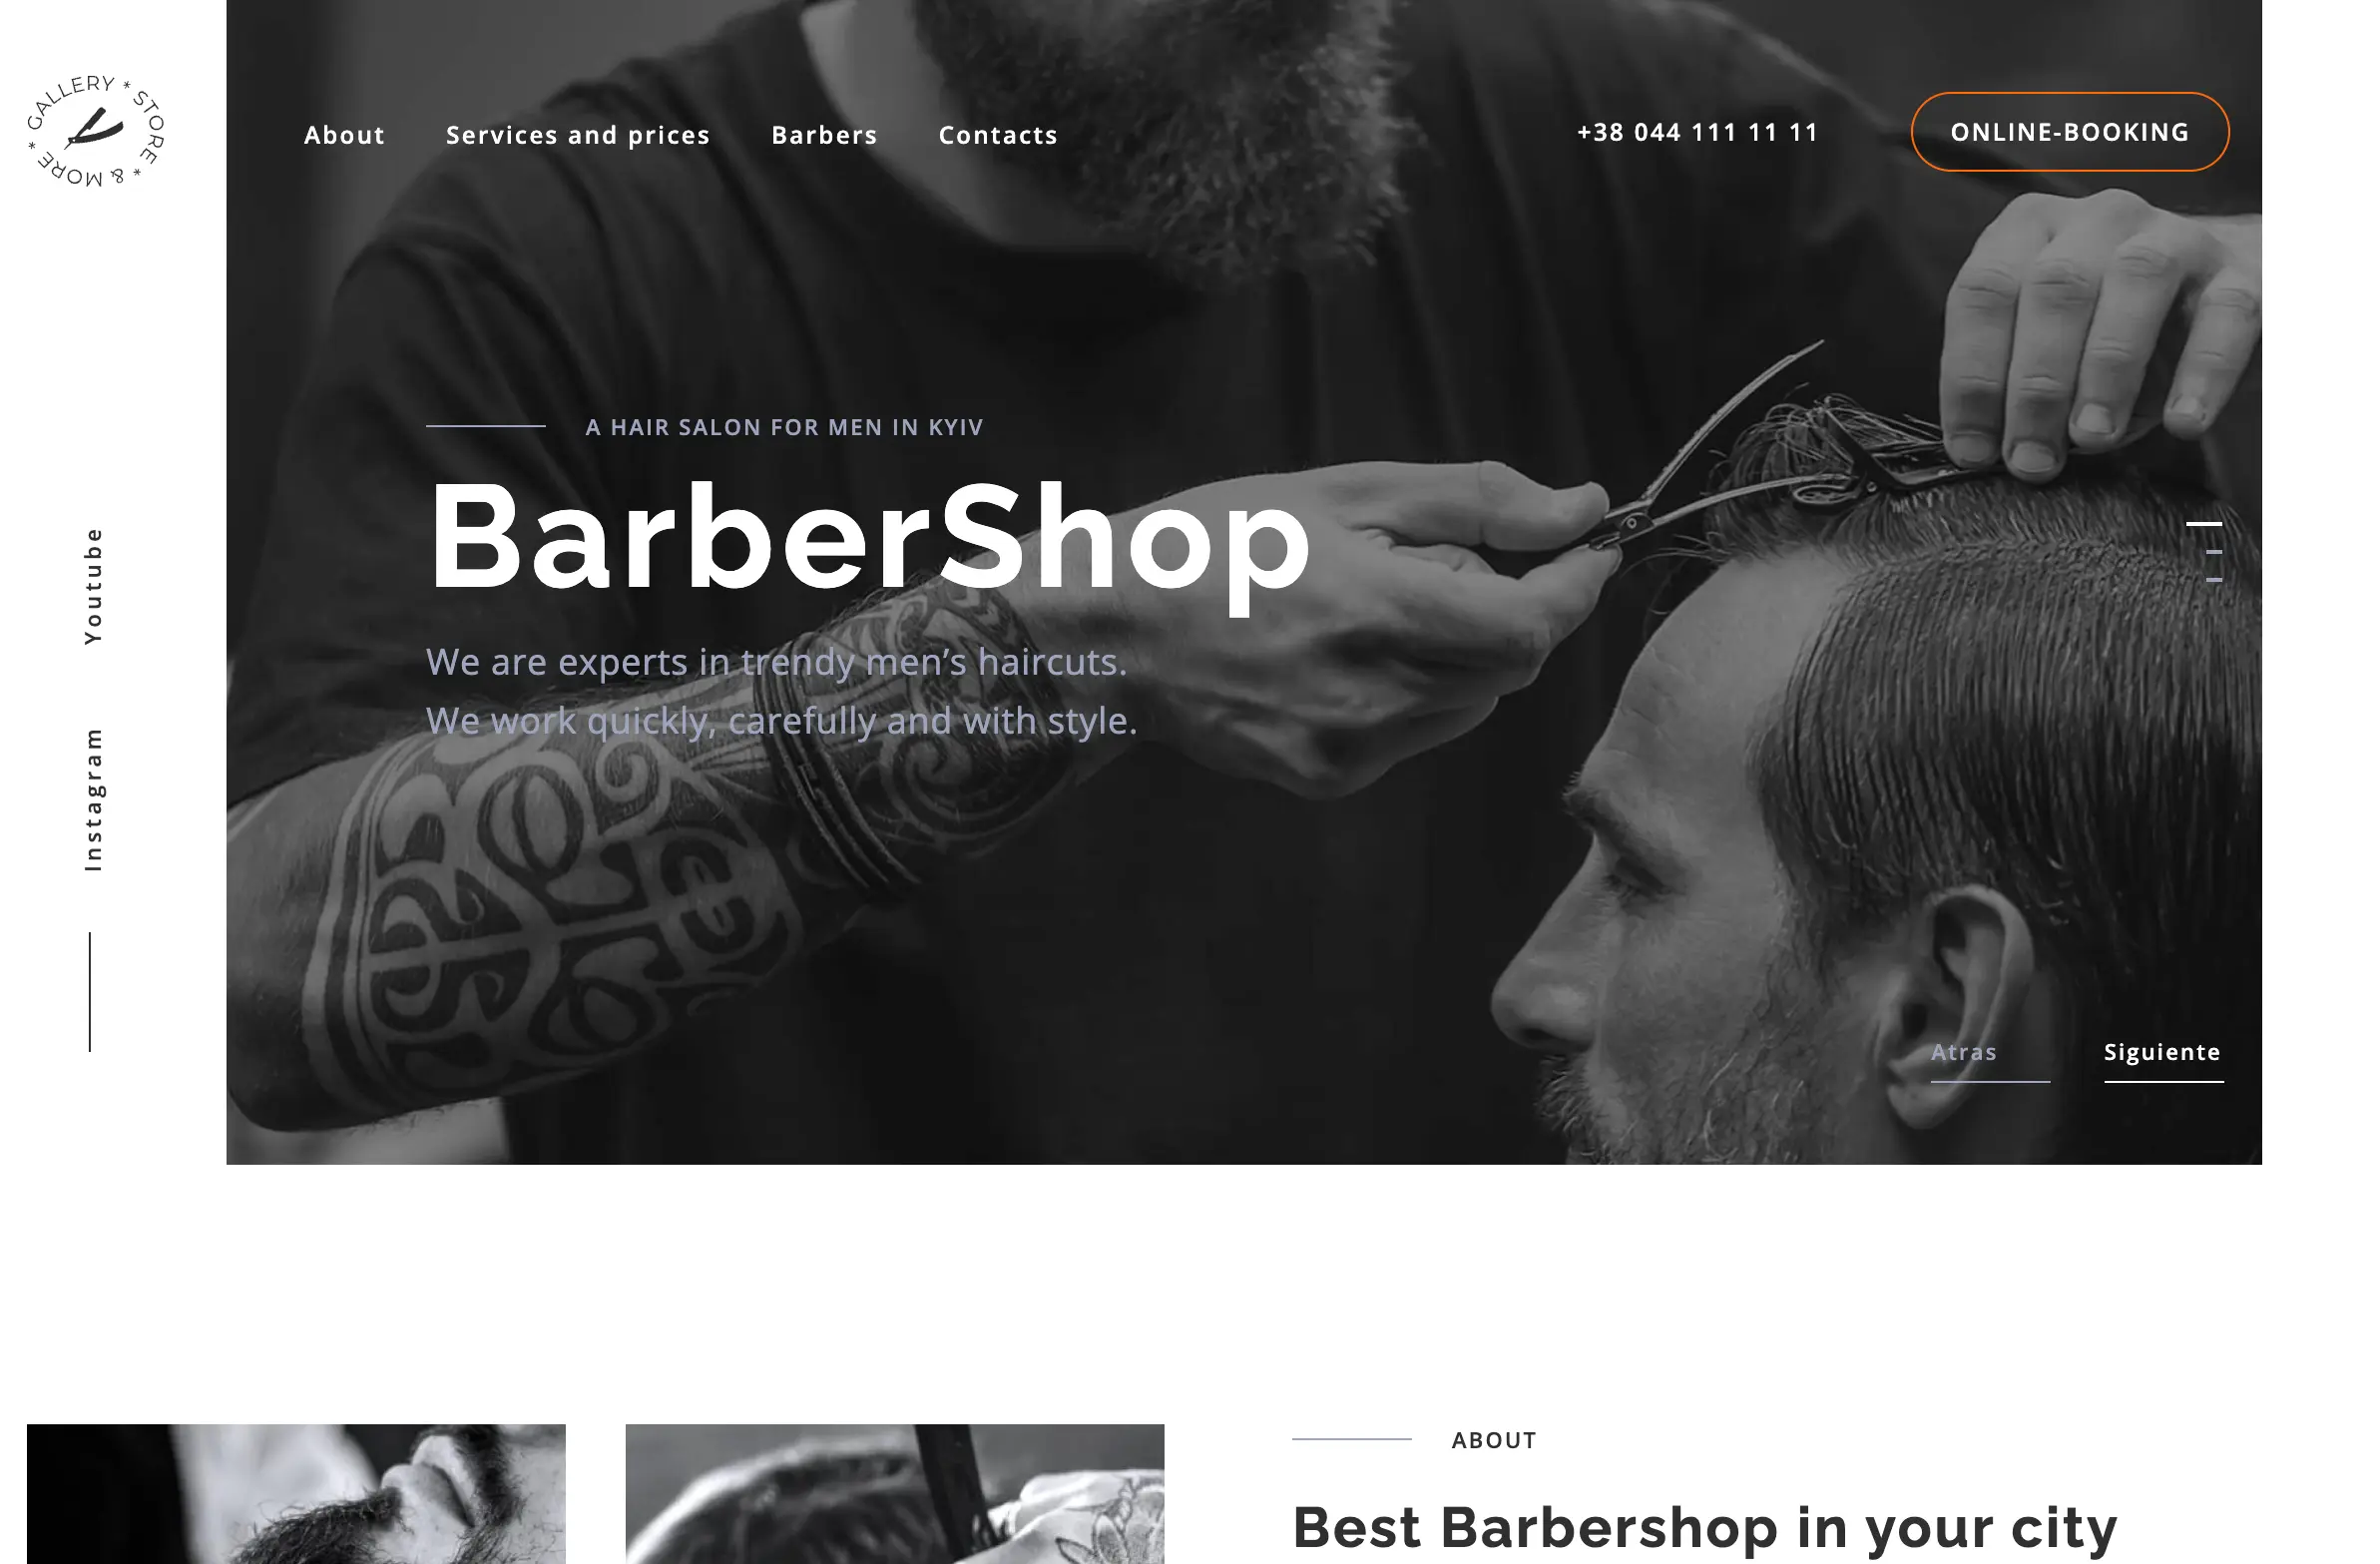 GALLERY * STORE * & MORE *
About
Services and prices
Barbers
Contacts
+38 044 111 11 11
ONLINE-BOOKING
A HAIR SALON FOR MEN IN KYIV
BarberShop
We are experts in trendy men’s haircuts.
We work quickly, carefully and with style.
Youtube
Instagram
Atras
Siguiente
ABOUT
Best Barbershop in your city